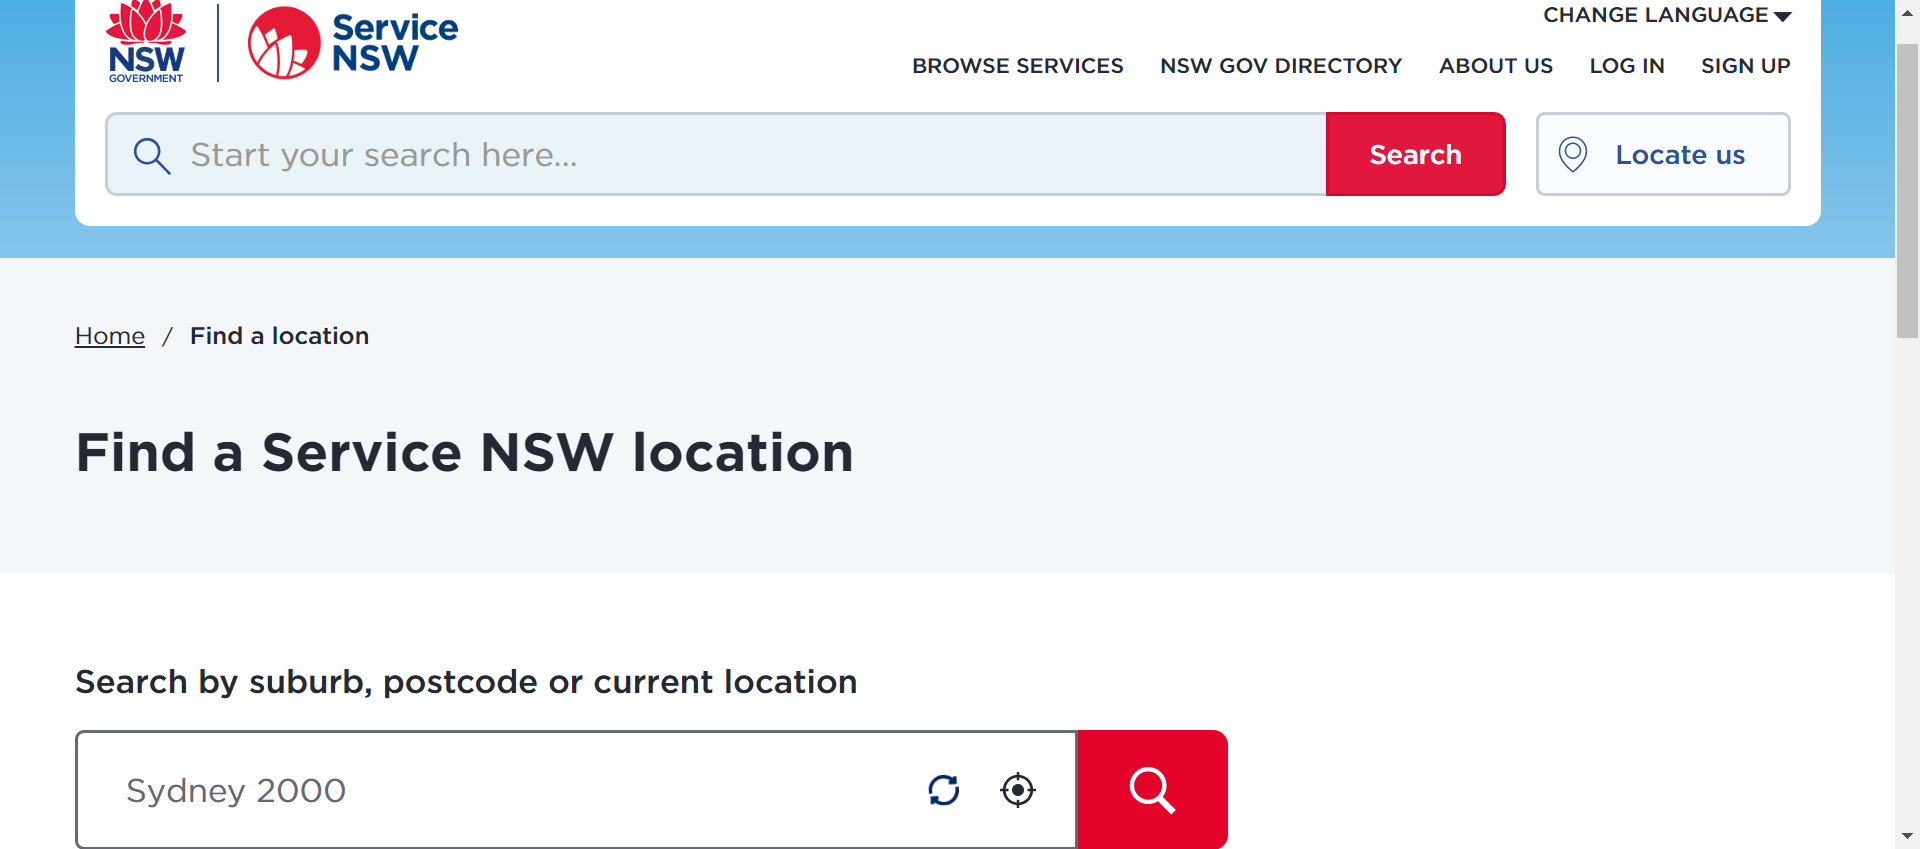 NSW
GOVERNMENT
Service
NSW
CHANGE LANGUAGE
BROWSE SERVICES NSW GOV DIRECTORY ABOUT US LOG IN SIGN UP
Start your search here...
Search
Locate us
Home / Find a location
Find a Service NSW location
Search by suburb, postcode or current location
Sydney 2000